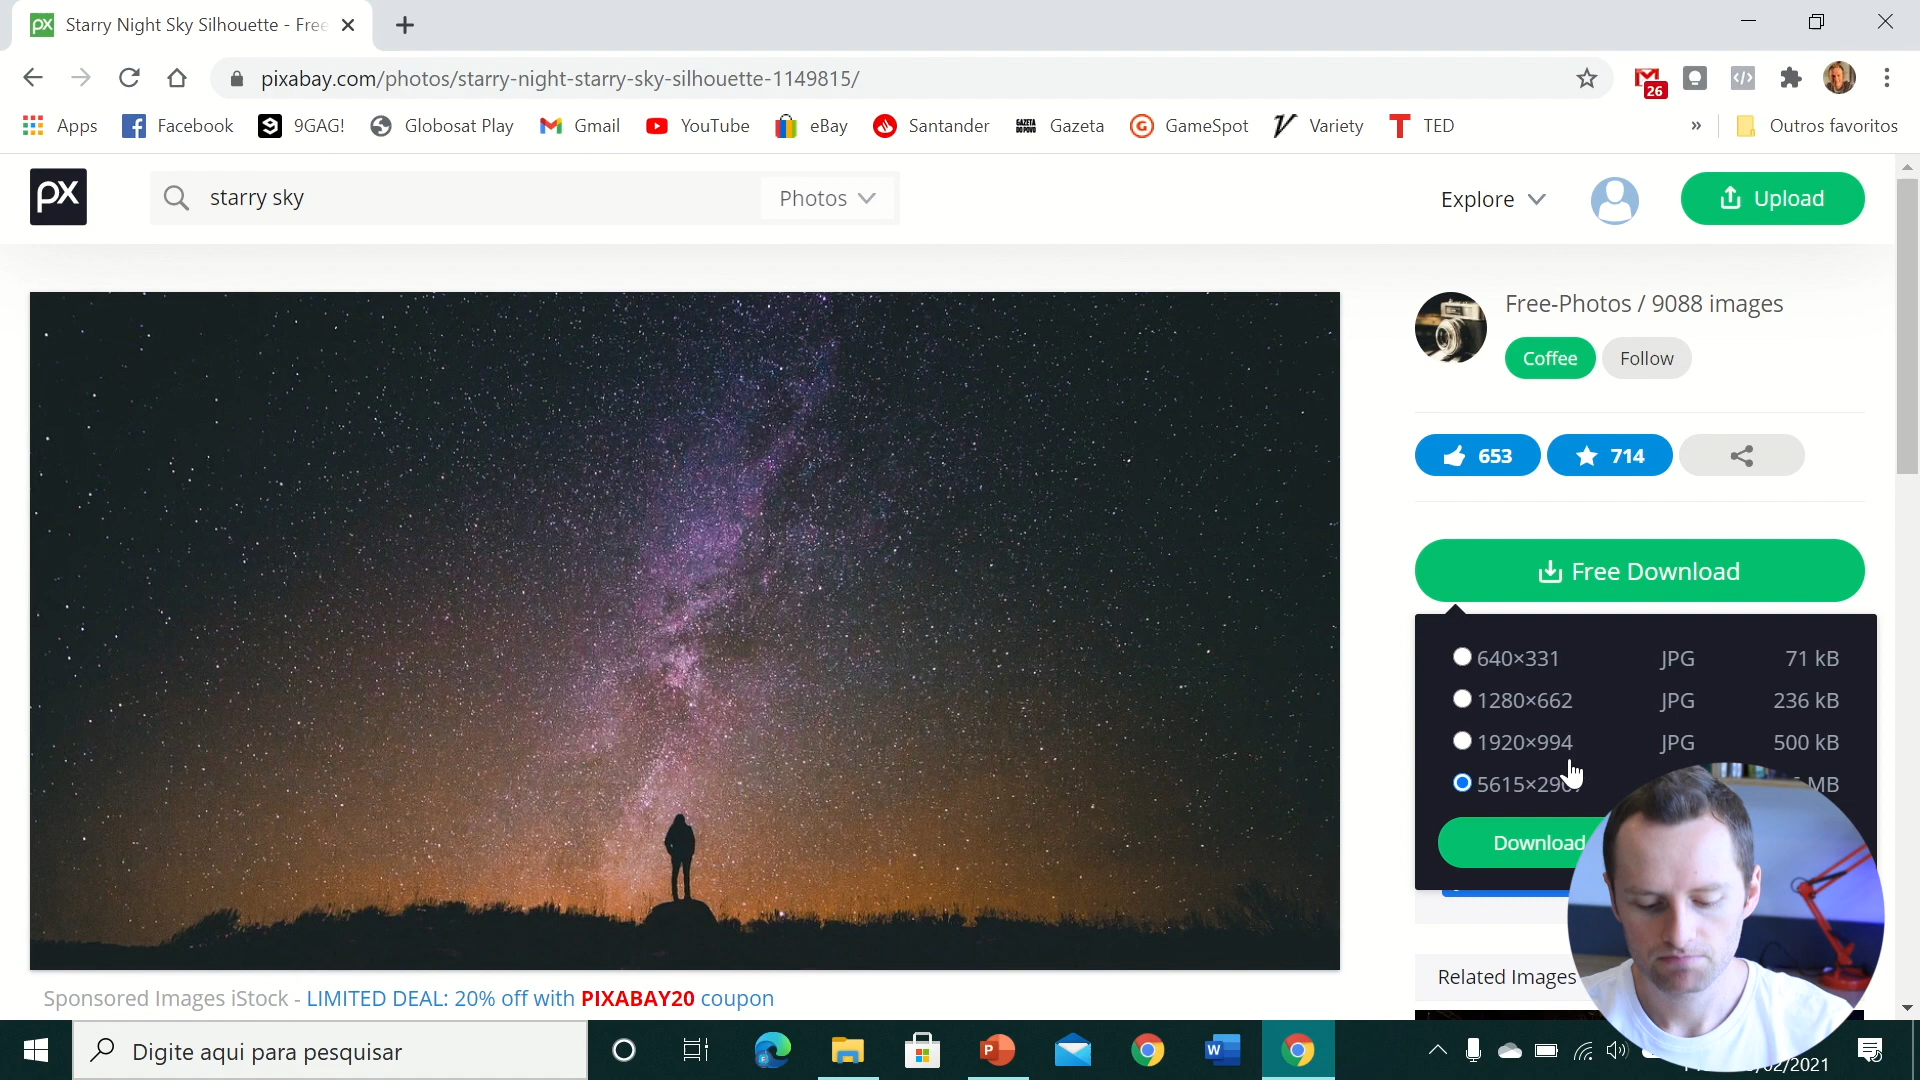 Starry Night Sky Silhouette - Free
pixabay.com/photos/starry-night-starry-sky-silhouette-1149815/
26
Apps Facebook 9GAG! Globosat Play Gmail YouTube eBay Santander Gazeta GameSpot Variety TED » Outros favoritos
px starry sky Photos Explore Upload
Free-Photos / 9088 images
Coffee Follow
653 714
Free Download
640×331 JPG 71 kB
1280×662 JPG 236 kB
1920×994 JPG 500 kB
MB
Download
Related Images
Sponsored Images iStock - LIMITED DEAL: 20% off with PIXABAY20 coupon
Digite aqui para pesquisar
/2021